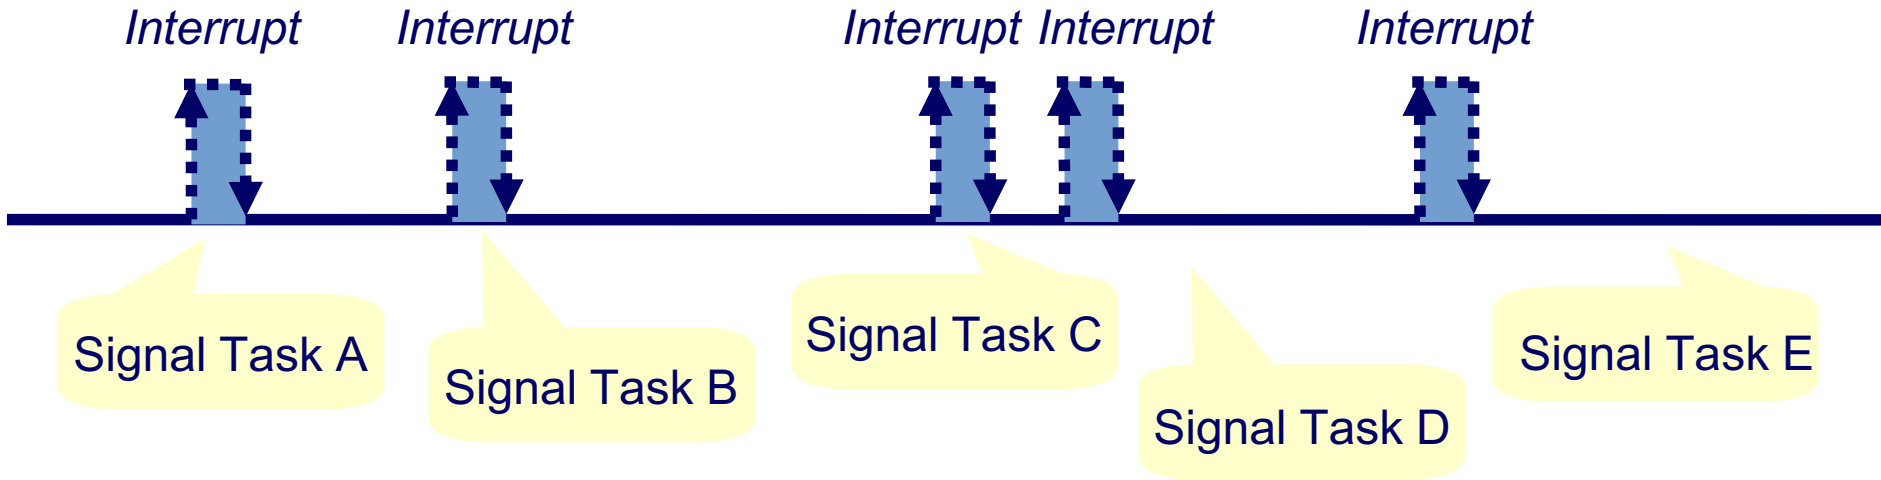 Interrupt Interrupt Interrupt Interrupt Interrupt
Signal Task A
Signal Task B
Signal Task C
Signal Task D
Signal Task E